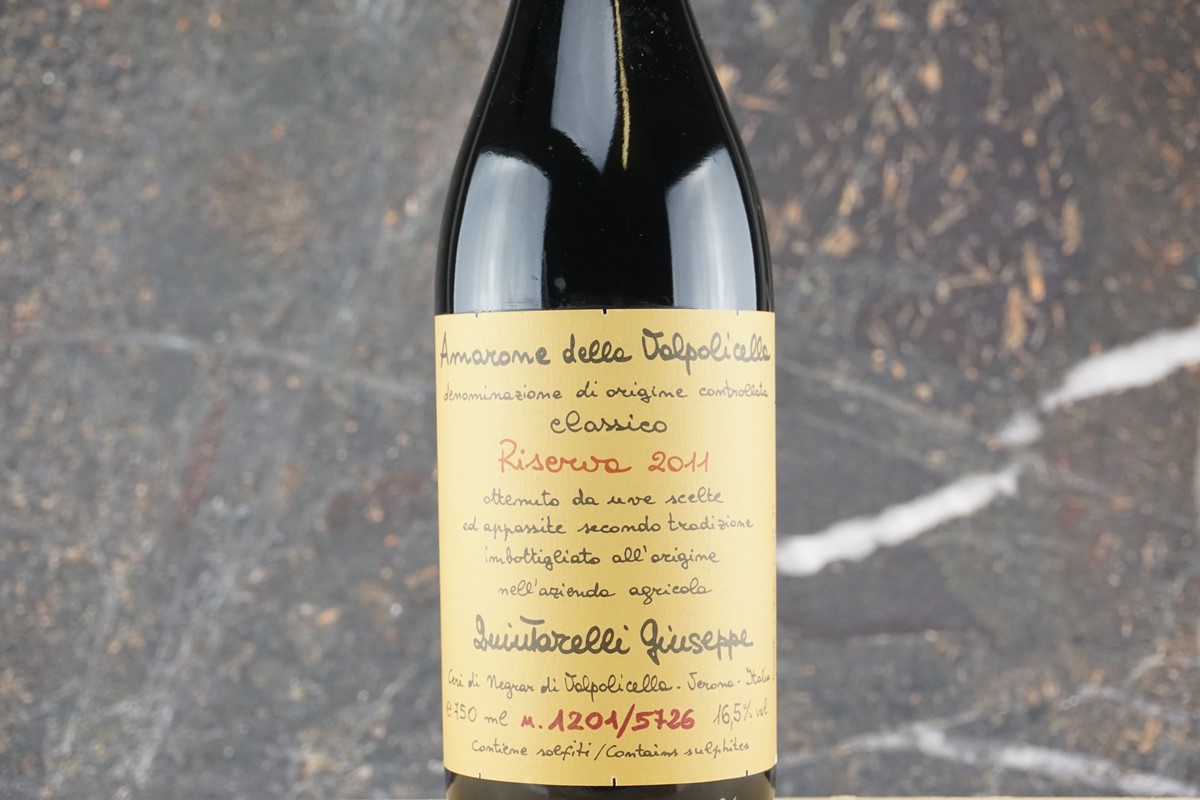 Amarone della Valpolicella
denominazione di origine controllata
classico
Riserva 2011
ottenuto da uve scelte
ed appassite secondo tradizione
imbottigliato all'origine
nell'azienda agricola
Quintarelli Giuseppe
Cerè di Negrar di Valpolicella - Verona - Italia
e 750 ml n. 1201/5726 16,5% vol
Contiene solfiti / Contains sulphites